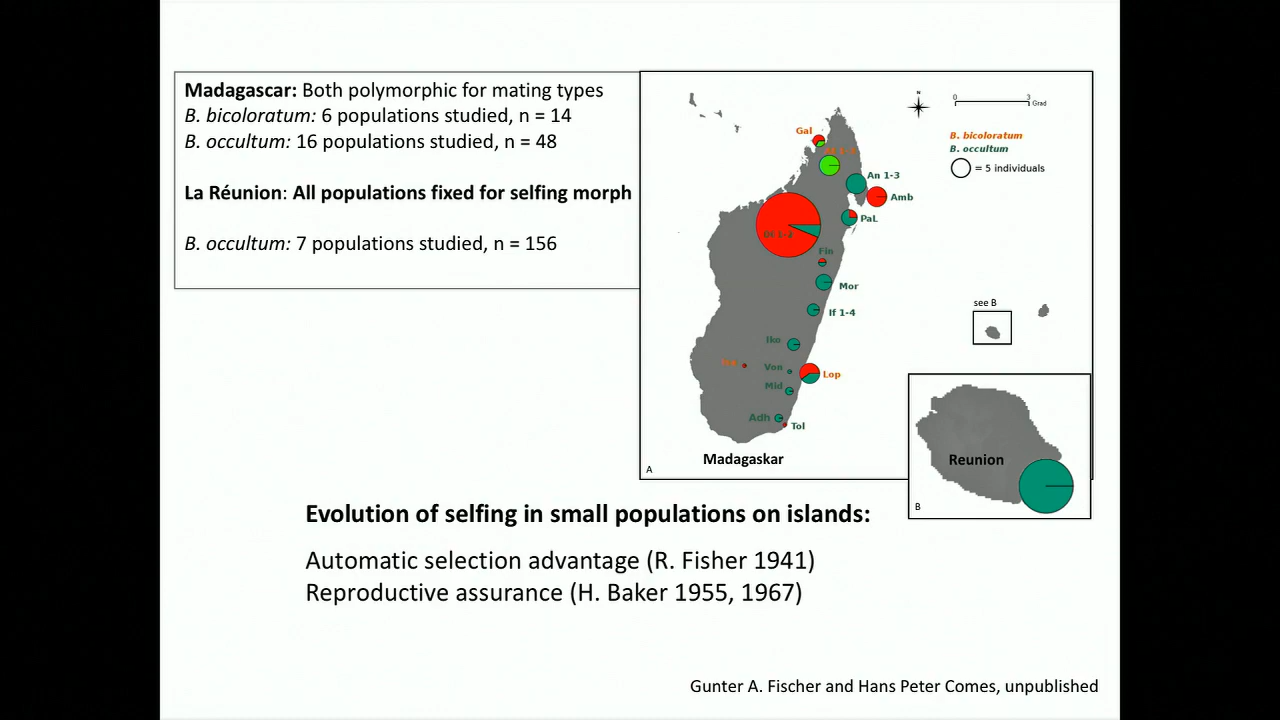 Madagascar: Both polymorphic for mating types
B. bicoloratum: 6 populations studied, n = 14
B. occultum: 16 populations studied, n = 48
La Réunion: All populations fixed for selfing morph
B. occultum: 7 populations studied, n = 156
N
0 3 Grad
B. bicoloratum
B. occultum
= 5 individuals
Gal
An 1-3
Amb
PaL
Fin
Mor
If 1-4
Iko
Von
Lop
Mid
Adh
Tol
see B
Madagaskar
A
Reunion
B
Evolution of selfing in small populations on islands:
Automatic selection advantage (R. Fisher 1941)
Reproductive assurance (H. Baker 1955, 1967)
Gunter A. Fischer and Hans Peter Comes, unpublished